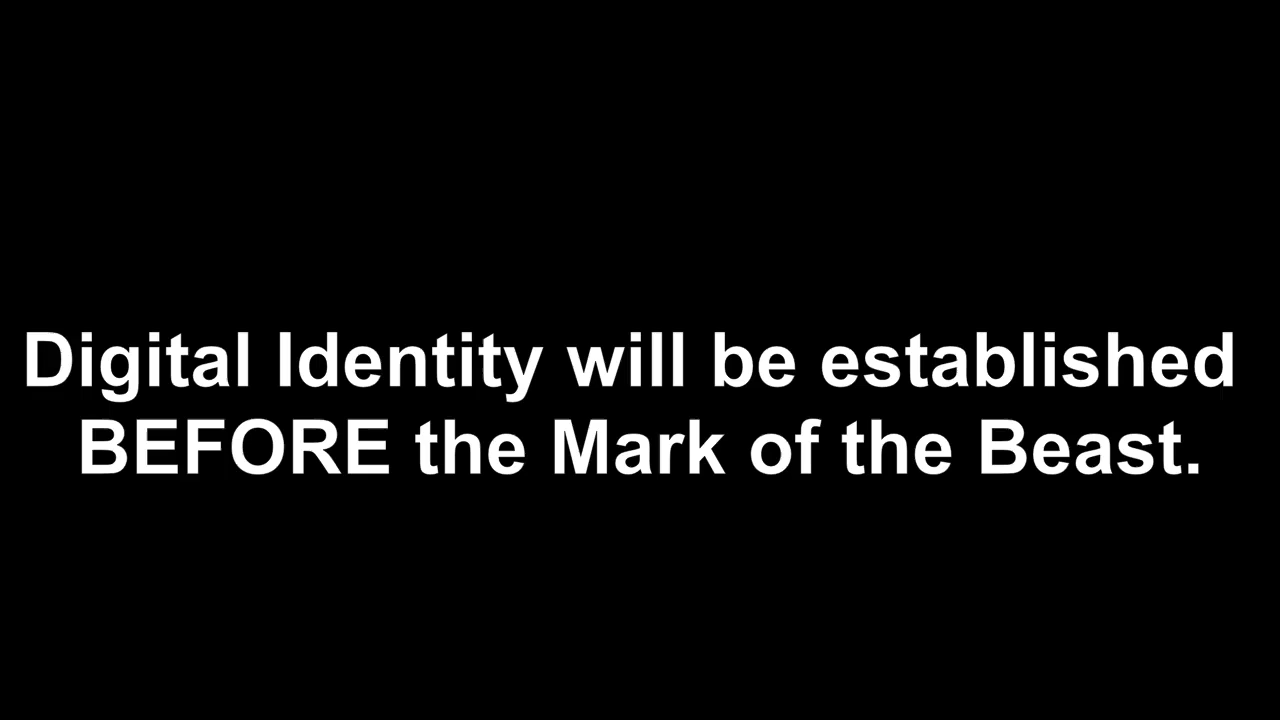 Digital Identity will be established
BEFORE the Mark of the Beast.